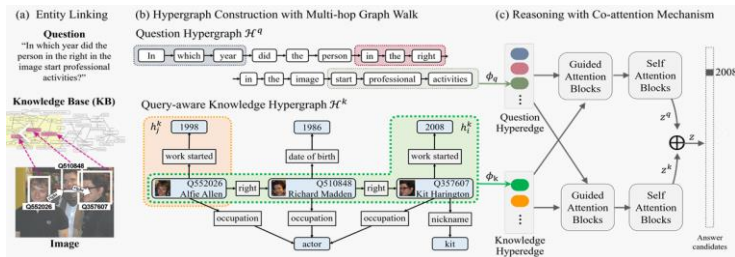 (a) Entity Linking
Question
"In which year did the
person in the right in the
image start professional
activities?"
Knowledge Base (KB)
Q510848
Q552026
Q357607
Image
(b) Hypergraph Construction with Multi-hop Graph Walk
Question Hypergraph ℋ^q
In which year did the person in the right
in the image start professional activities
ϕ_q
Query-aware Knowledge Hypergraph ℋ^k
h_j^k 1998 1986 2008 h_i^k
work started date of birth work started
Q552026 Q510848 Q357607
Alfie Allen right Richard Madden right Kit Harington
ϕ_k
occupation occupation occupation nickname
actor kit
(c) Reasoning with Co-attention Mechanism
Question
Hyperedge
Guided
Attention
Blocks
Self
Attention
Blocks
z^q
2008
z
z^k
Guided
Attention
Blocks
Self
Attention
Blocks
Knowledge
Hyperedge
Answer
candidates